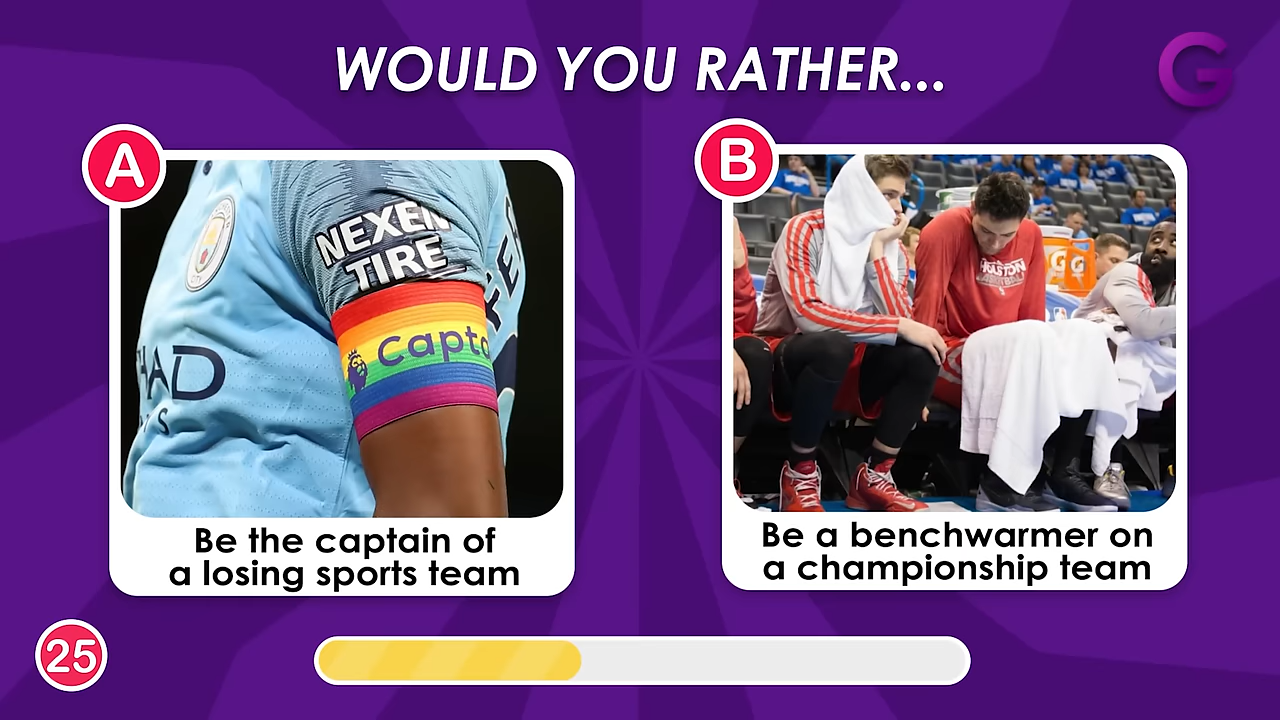 WOULD YOU RATHER...
G
A
B
NEXEN
TIRE
CITY
Capta
HAD
Be the captain of
a losing sports team
G G
Be a benchwarmer on
a championship team
25